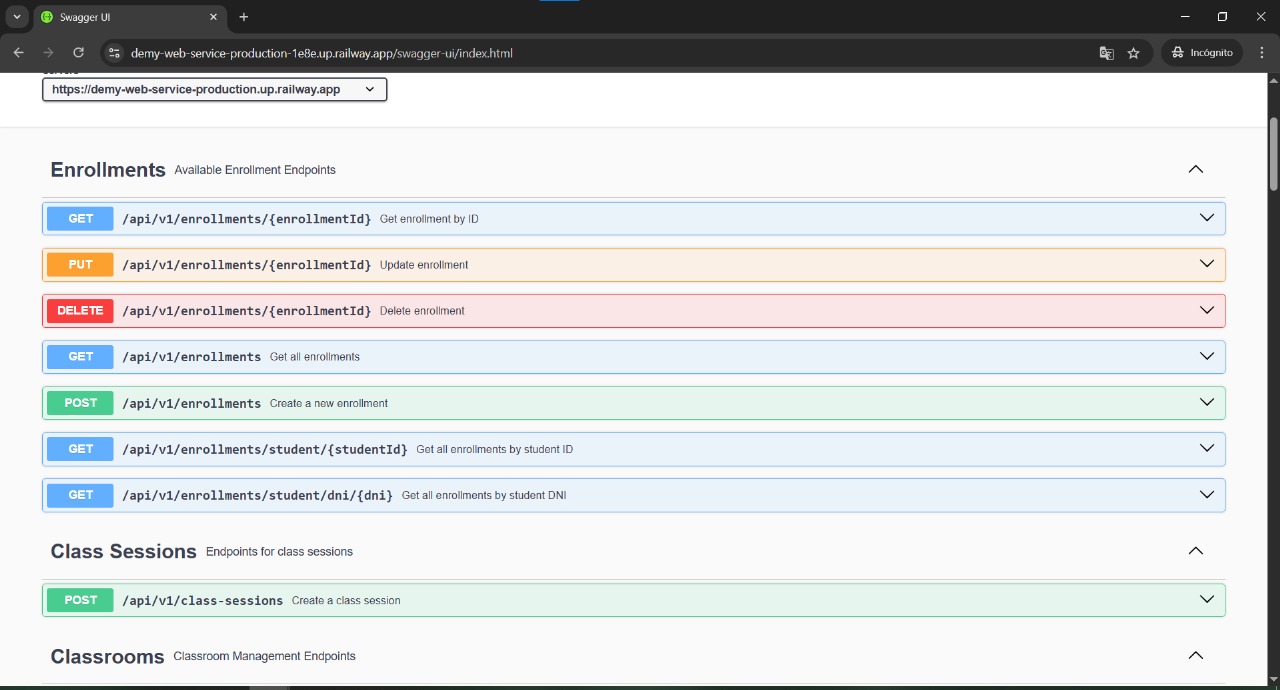 Swagger UI
demy-web-service-production-1e8e.up.railway.app/swagger-ui/index.html
Incógnito
Servers
https://demy-web-service-production.up.railway.app
Enrollments Available Enrollment Endpoints
GET /api/v1/enrollments/{enrollmentId} Get enrollment by ID
PUT /api/v1/enrollments/{enrollmentId} Update enrollment
DELETE /api/v1/enrollments/{enrollmentId} Delete enrollment
GET /api/v1/enrollments Get all enrollments
POST /api/v1/enrollments Create a new enrollment
GET /api/v1/enrollments/student/{studentId} Get all enrollments by student ID
GET /api/v1/enrollments/student/dni/{dni} Get all enrollments by student DNI
Class Sessions Endpoints for class sessions
POST /api/v1/class-sessions Create a class session
Classrooms Classroom Management Endpoints